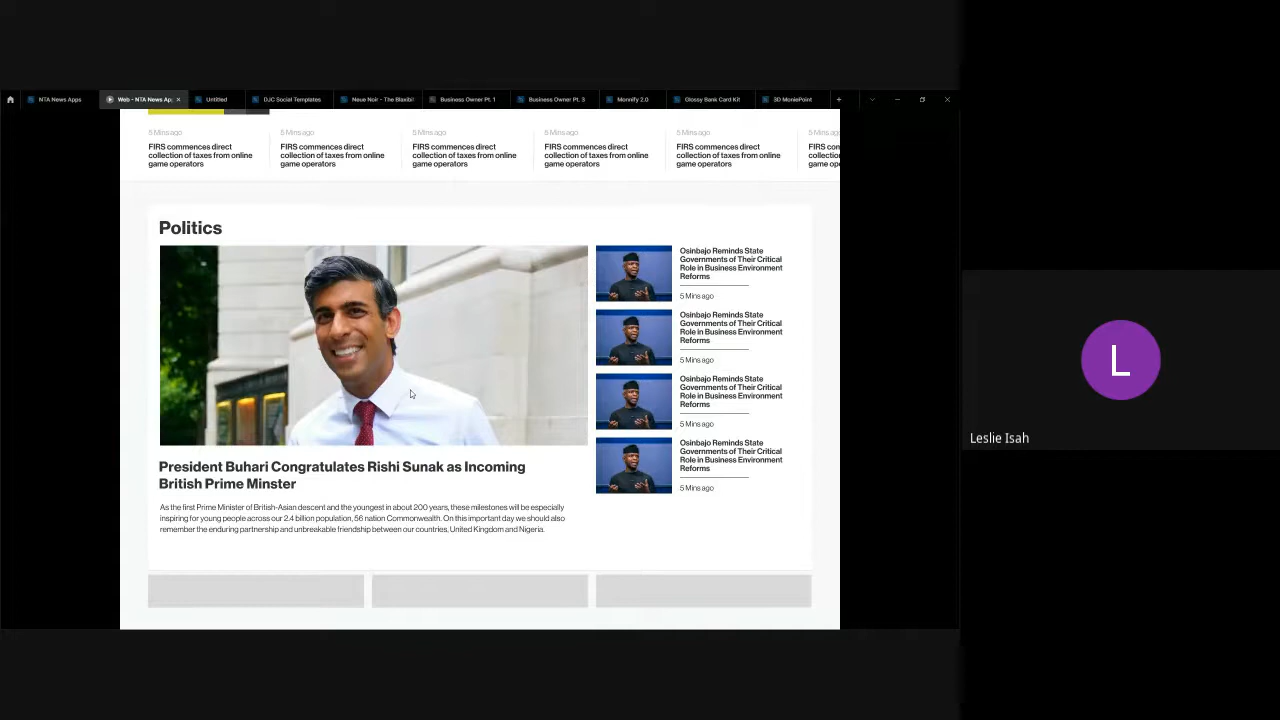 NTA News Apps
Web - NTA News Ap
Untitled
DJC Social Templates
Neue Noir - The Blaxibi
Business Owner Pt. 1
Business Owner Pt. 3
Monnify 2.0
Glossy Bank Card Kit
3D MoniePoint
5 Mins ago
FIRS commences direct
collection of taxes from online
game operators
5 Mins ago
FIRS commences direct
collection of taxes from online
game operators
5 Mins ago
FIRS commences direct
collection of taxes from online
game operators
5 Mins ago
FIRS commences direct
collection of taxes from online
game operators
5 Mins ago
FIRS commences direct
collection of taxes from online
game operators
5 Mins ago
FIRS com
collection
game op
Politics
Osinbajo Reminds State
Governments of Their Critical
Role in Business Environment
Reforms
5 Mins ago
Osinbajo Reminds State
Governments of Their Critical
Role in Business Environment
Reforms
5 Mins ago
Osinbajo Reminds State
Governments of Their Critical
Role in Business Environment
Reforms
5 Mins ago
Osinbajo Reminds State
Governments of Their Critical
Role in Business Environment
Reforms
5 Mins ago
President Buhari Congratulates Rishi Sunak as Incoming
British Prime Minster
As the first Prime Minister of British-Asian descent and the youngest in about 200 years, these milestones will be especially
inspiring for young people across our 2.4 billion population, 56 nation Commonwealth. On this important day we should also
remember the enduring partnership and unbreakable friendship between our countries, United Kingdom and Nigeria.
L
Leslie Isah